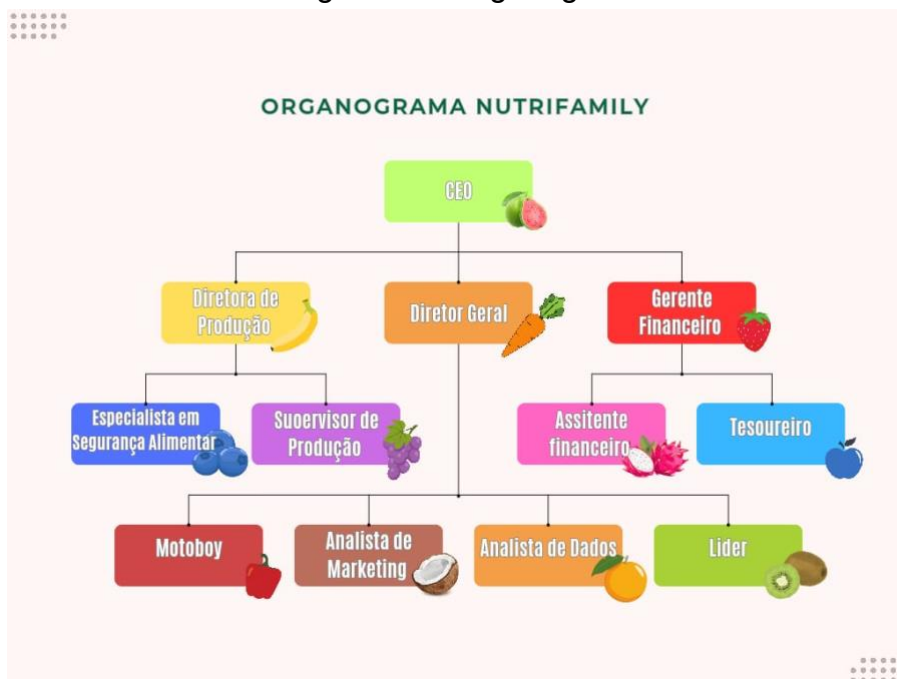 ORGANOGRAMA NUTRIFAMILY
CEO
Diretora de
Produção
Diretor Geral
Gerente
Financeiro
Especialista em
Segurança Alimentar
Suoervisor de
Produção
Assitente
financeiro
Tesoureiro
Motoboy
Analista de
Marketing
Analista de Dados
Lider